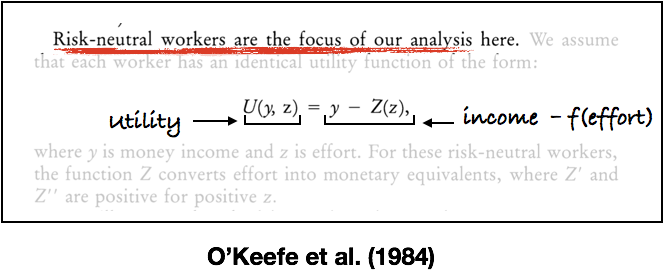 Risk-neutral workers are the focus of our analysis here. We assume
that each worker has an identical utility function of the form:
utility U(y, z) = y − Z(z), income - f(effort)
where y is money income and z is effort. For these risk-neutral workers,
the function Z converts effort into monetary equivalents, where Z′ and
Z″ are positive for positive z.
O'Keefe et al. (1984)